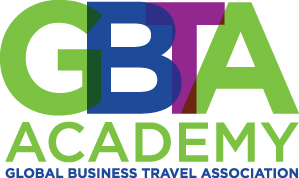 GBTA
ACADEMY
GLOBAL BUSINESS TRAVEL ASSOCIATION